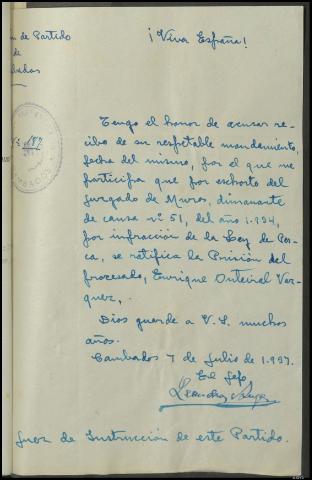 ¡Viva España!
n de Partido
de
bados
187
Tengo el honor de acusar re-
cibo de su respetable mandamiento,
fecha del mismo, por el que me
participa que por exhorto del
Juzgado de Muros, dimanante
de causa nº 51, del año 1.934,
por infracción de la Ley de Pes-
ca, se ratifica la Prisión del
procesado, Enrique Outeiral Vaz-
quez,.
Dios guarde a V. S. muchos
años.
Cambados 7 de Julio de 1.937.
El Jefe
Juez de Instrucción de este Partido.